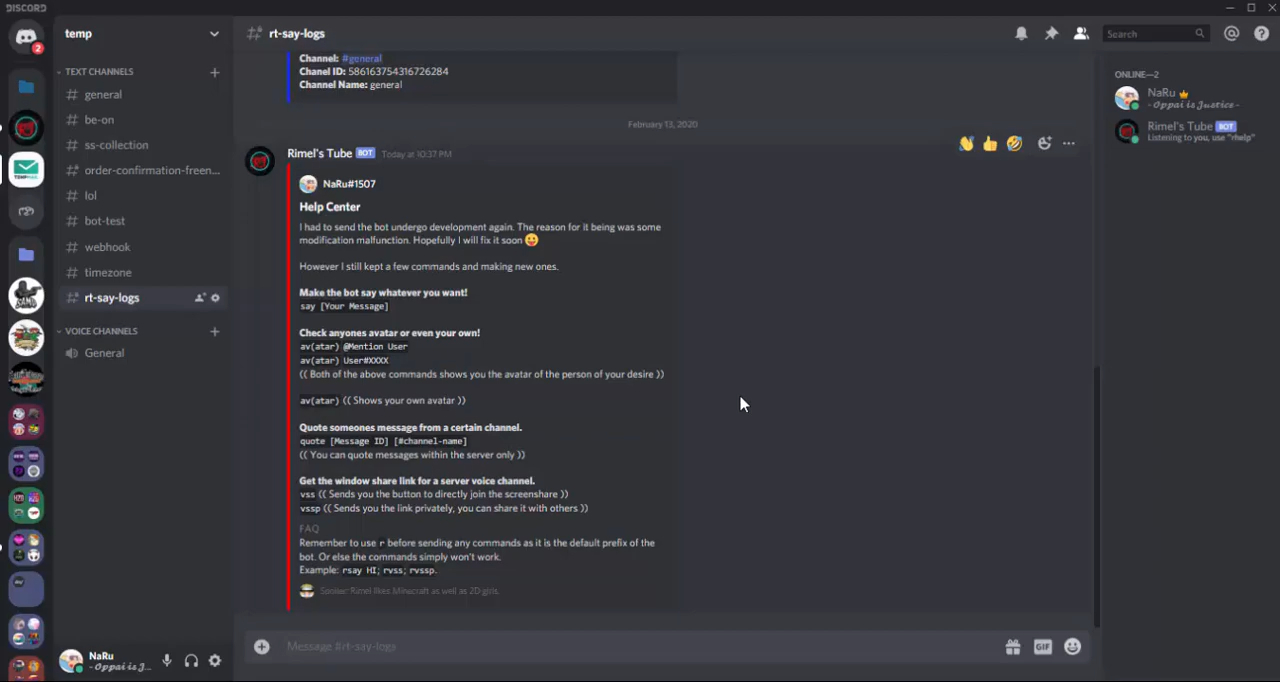 DISCORD
2
temp
TEXT CHANNELS
general
be-on
ss-collection
order-confirmation-freen...
lol
bot-test
webhook
timezone
rt-say-logs
VOICE CHANNELS
General
NaRu
- Oppai is J...
rt-say-logs
Search
Channel: #general
Chanel ID: 586163754316726284
Channel Name: general
February 13, 2020
Rimel's Tube BOT Today at 10:37 PM
NaRu#1507
Help Center
I had to send the bot undergo development again. The reason for it being was some
modification malfunction. Hopefully I will fix it soon 😛
However I still kept a few commands and making new ones.
Make the bot say whatever you want!
say [Your Message]
Check anyones avatar or even your own!
av(atar) @Mention User
av(atar) User#XXXX
(( Both of the above commands shows you the avatar of the person of your desire ))
av(atar) (( Shows your own avatar ))
Quote someones message from a certain channel.
quote [Message ID] [#channel-name]
(( You can quote messages within the server only ))
Get the window share link for a server voice channel.
vss (( Sends you the button to directly join the screenshare ))
vssp (( Sends you the link privately, you can share it with others ))
FAQ
Remember to use r before sending any commands as it is the default prefix of the
bot. Or else the commands simply won't work.
Example: rsay HI; rvss; rvssp.
Rimel likes Minecraft as well as 2D girls.
Message #rt-say-logs
GIF
ONLINE—2
NaRu
- Oppai is Justice -
Rimel's Tube BOT
Listening to you, use "rhelp"